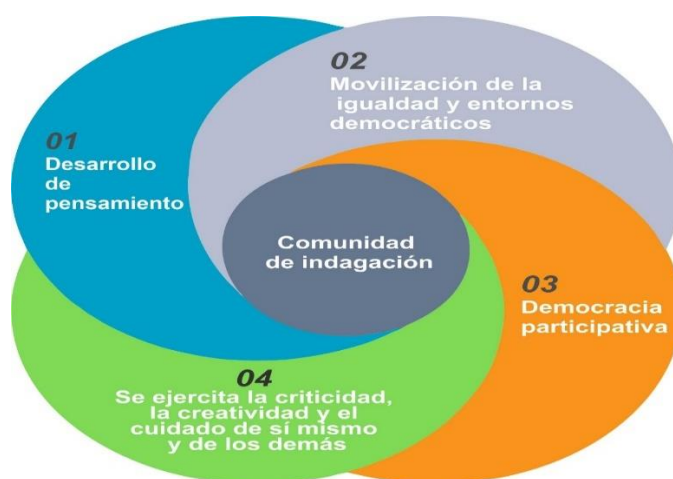 01
Desarrollo
de
pensamiento
02
Movilización de la
igualdad y entornos
democráticos
Comunidad
de indagación
03
Democracia
participativa
04
Se ejercita la criticidad,
la creatividad y el
cuidado de sí mismo
y de los demás